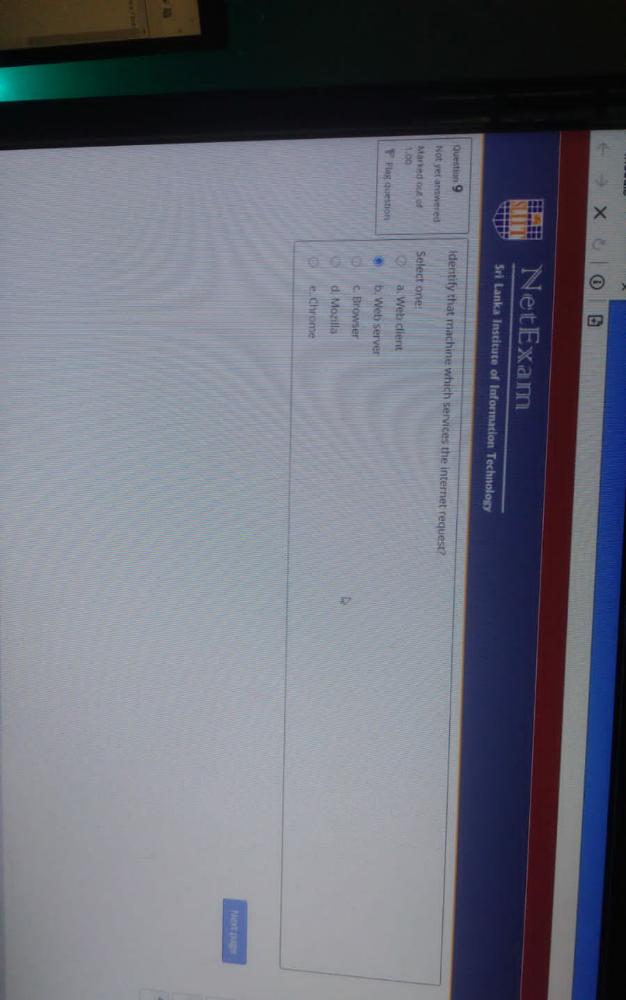 NetExam
Sri Lanka Institute of Information Technology
Question 9
Not yet answered
Marked out of
1.00
Flag question
Identify that machine which services the internet request?
Select one:
a. Web client
b. Web server
c. Browser
d. Mozilla
e. Chrome
Next page